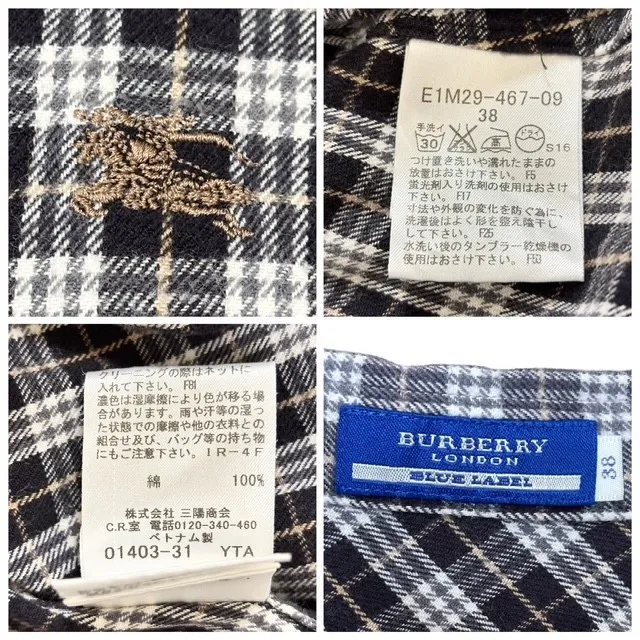 E1M29-467-09
38
手洗イ
30
ドライ
S16
つけ置き洗いや濡れたままの
放置はおさけ下さい。F5
蛍光剤入り洗剤の使用はおさ
け下さい。F17
寸法や外観の変化を防ぐ為に、
洗濯後はよく形を整え陰干し
して下さい。F25
水洗い後のタンブラー乾燥機の
使用はおさけ下さい。F53
クリーニングの際はネットに
入れて下さい。F81
濃色は湿摩擦により色が移る場
合があります。雨や汗等の湿っ
た状態での摩擦や他の衣料との
組合せ及び、バッグ等の持ち物
にもご注意下さい。IR-4F
綿 100%
株式会社 三陽商会
C.R.室 電話0120-340-460
ベトナム製
01403-31 YTA
BURBERRY
LONDON
BLUE LABEL
38